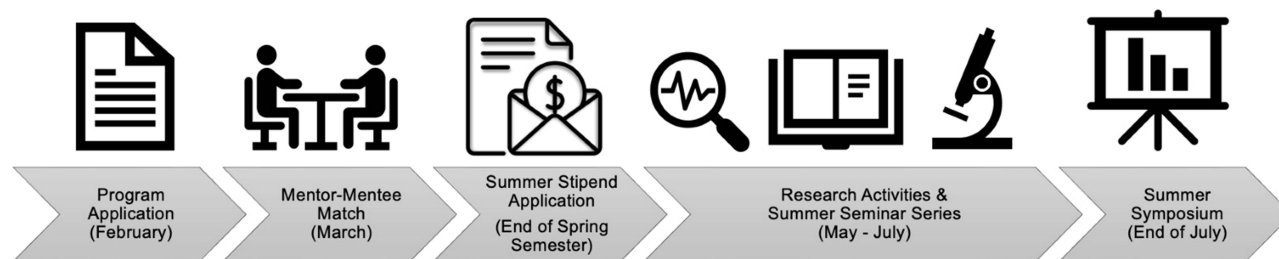 $
Program
Application
(February)
Mentor-Mentee
Match
(March)
Summer Stipend
Application
(End of Spring
Semester)
Research Activities &
Summer Seminar Series
(May - July)
Summer
Symposium
(End of July)